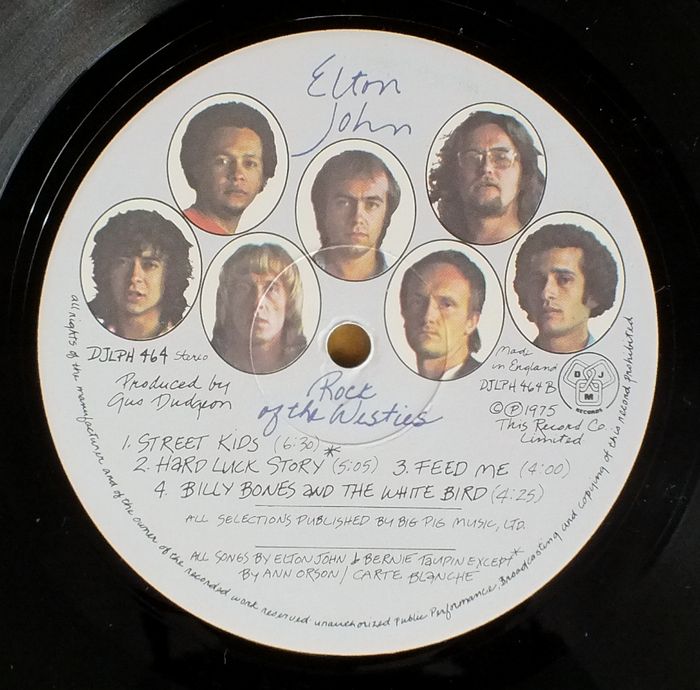 Elton
John
DJLPH 464 Stereo
Produced by
Gus Dudgeon
Rock
of the Westies
Made
in England
DJLPH 464 B
© ℗ 1975
This Record Co.
Limited
D J
M
RECORDS
1. STREET KIDS (6:30)
2. HARD LUCK STORY* (5:05) 3. FEED ME (4:00)
4. BILLY BONES AND THE WHITE BIRD (4:25)
ALL SELECTIONS PUBLISHED BY BIG PIG MUSIC, LTD.
ALL SONGS BY ELTON JOHN & BERNIE TAUPIN EXCEPT*
BY ANN ORSON / CARTE BLANCHE
all rights of the manufacturer and of the owner of the recorded work reserved unauthorized Public Performance, Broadcasting and copying of this record prohibited